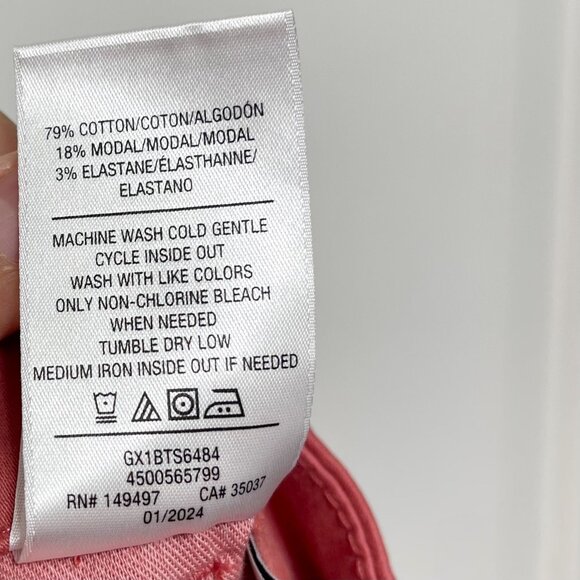 79% COTTON/COTON/ALGODÓN
18% MODAL/MODAL/MODAL
3% ELASTANE/ÉLASTHANNE/
ELASTANO
MACHINE WASH COLD GENTLE
CYCLE INSIDE OUT
WASH WITH LIKE COLORS
ONLY NON-CHLORINE BLEACH
WHEN NEEDED
TUMBLE DRY LOW
MEDIUM IRON INSIDE OUT IF NEEDED
GX1BTS6484
4500565799
RN# 149497 CA# 35037
01/2024